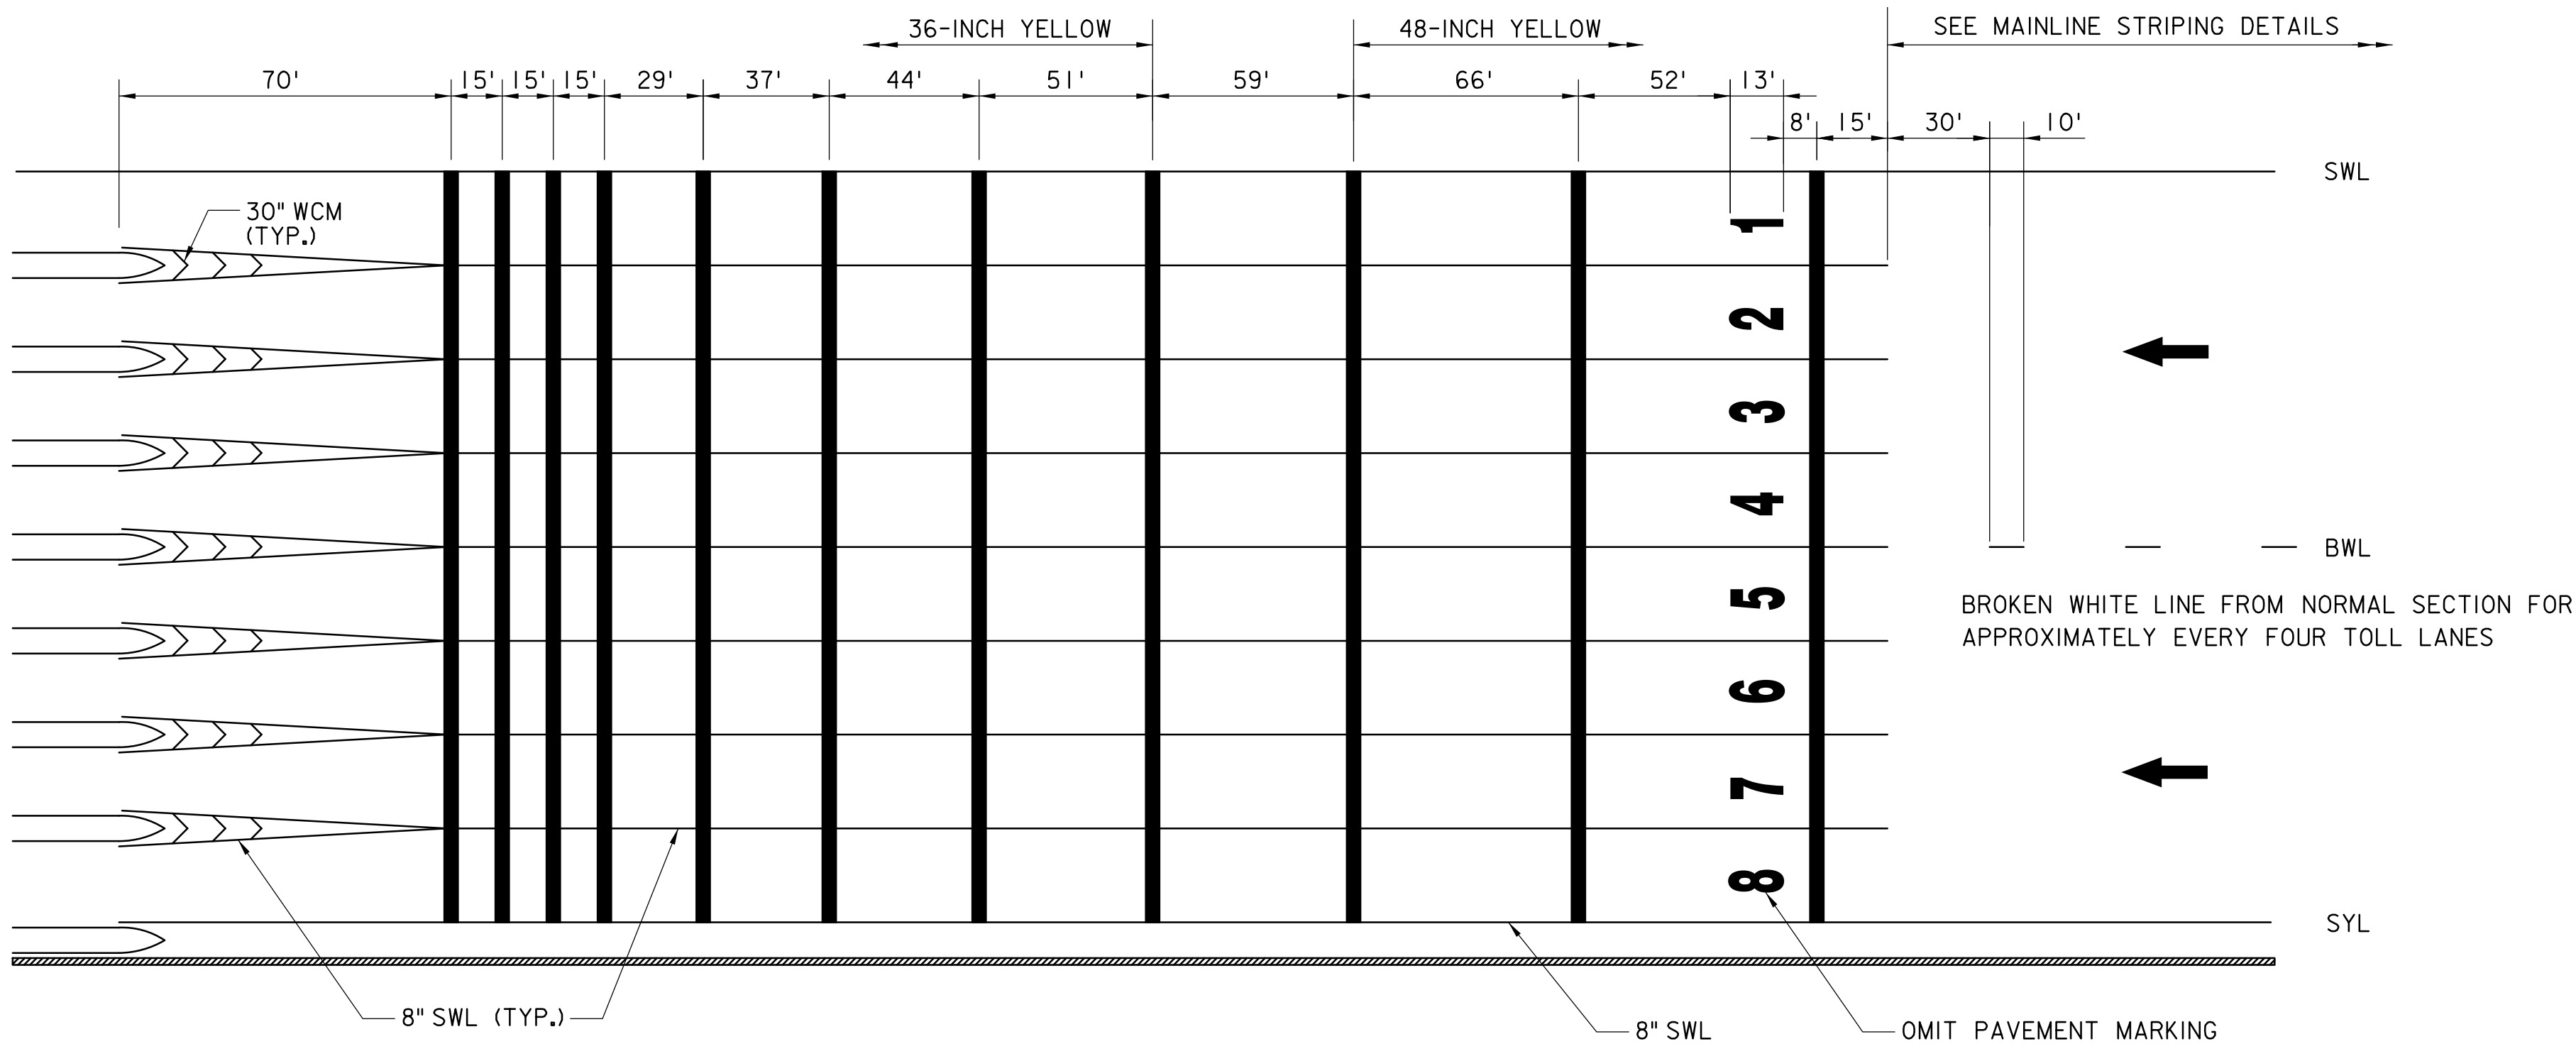 36-INCH YELLOW
48-INCH YELLOW
SEE MAINLINE STRIPING DETAILS
70' 15' 15' 15' 29' 37' 44' 51' 59' 66' 52' 13'
8' 15' 30' 10'
SWL
30" WCM
(TYP.)
1
2
3
4
BWL
5
BROKEN WHITE LINE FROM NORMAL SECTION FOR
APPROXIMATELY EVERY FOUR TOLL LANES
6
7
8
SYL
8" SWL (TYP.)
8" SWL
OMIT PAVEMENT MARKING